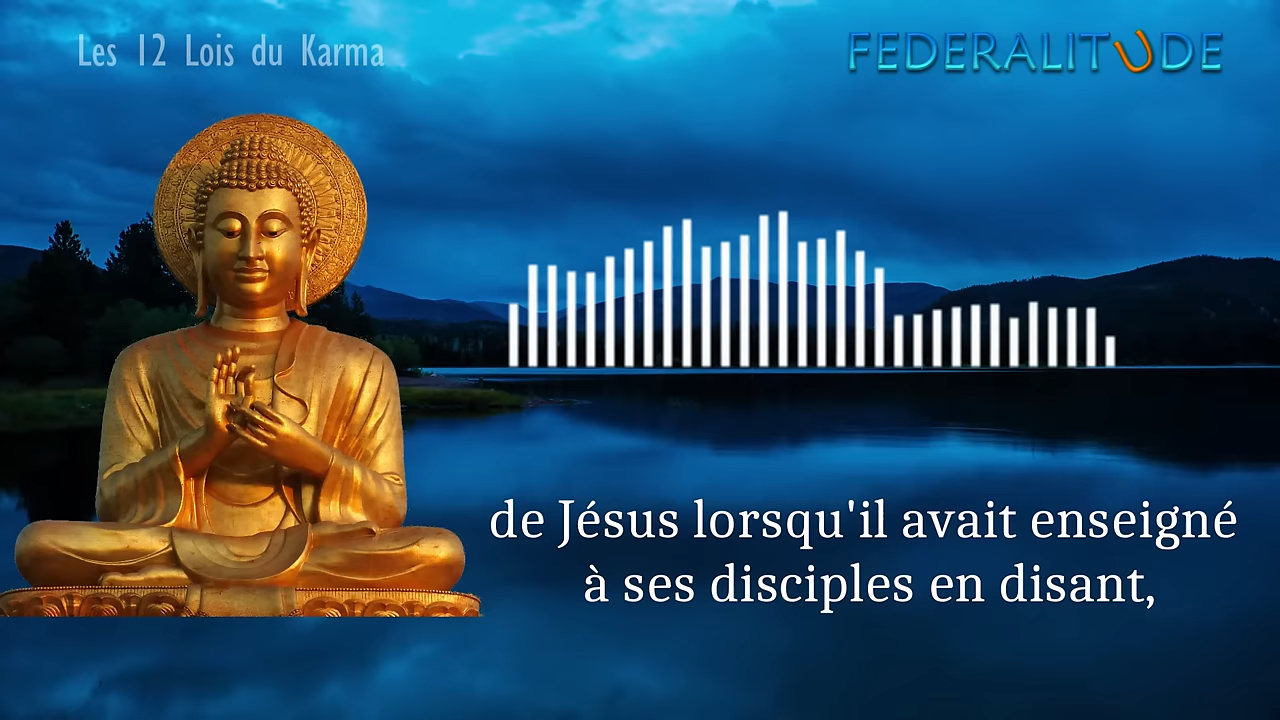 Les 12 Lois du Karma
FEDERALITUDE
de Jésus lorsqu'il avait enseigné
à ses disciples en disant,